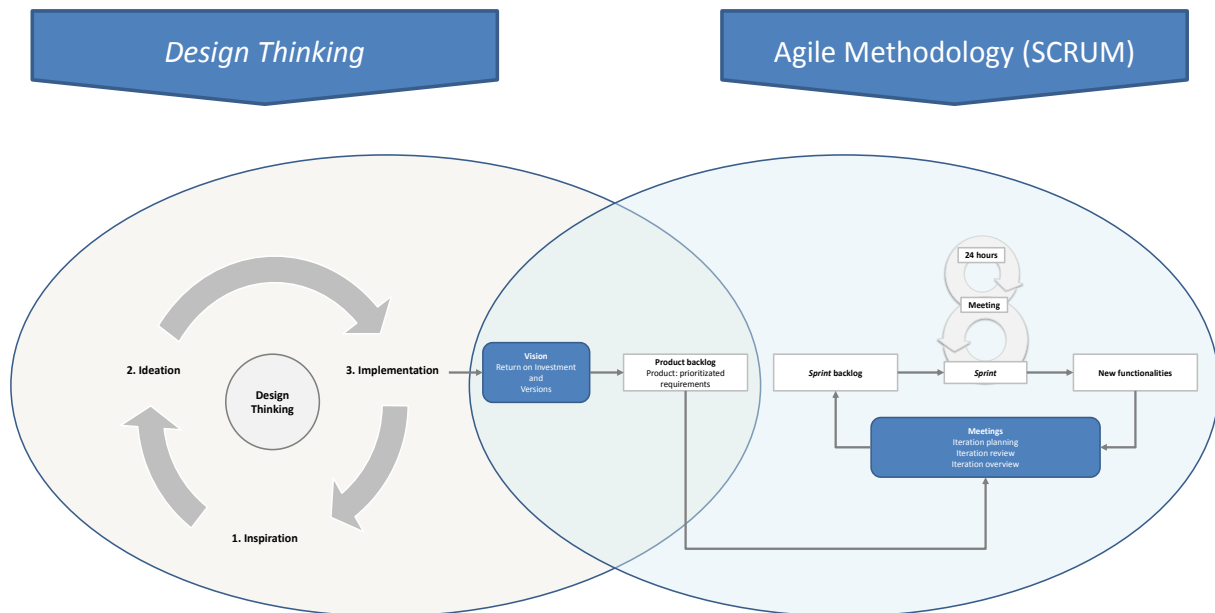 Design Thinking
Agile Methodology (SCRUM)
2. Ideation
3. Implementation
Design
Thinking
1. Inspiration
Vision
Return on Investment
and
Versions
Product backlog
Product: prioritizated
requirements
24 hours
Meeting
Sprint backlog
Sprint
New functionalities
Meetings
Iteration planning
Iteration review
Iteration overview